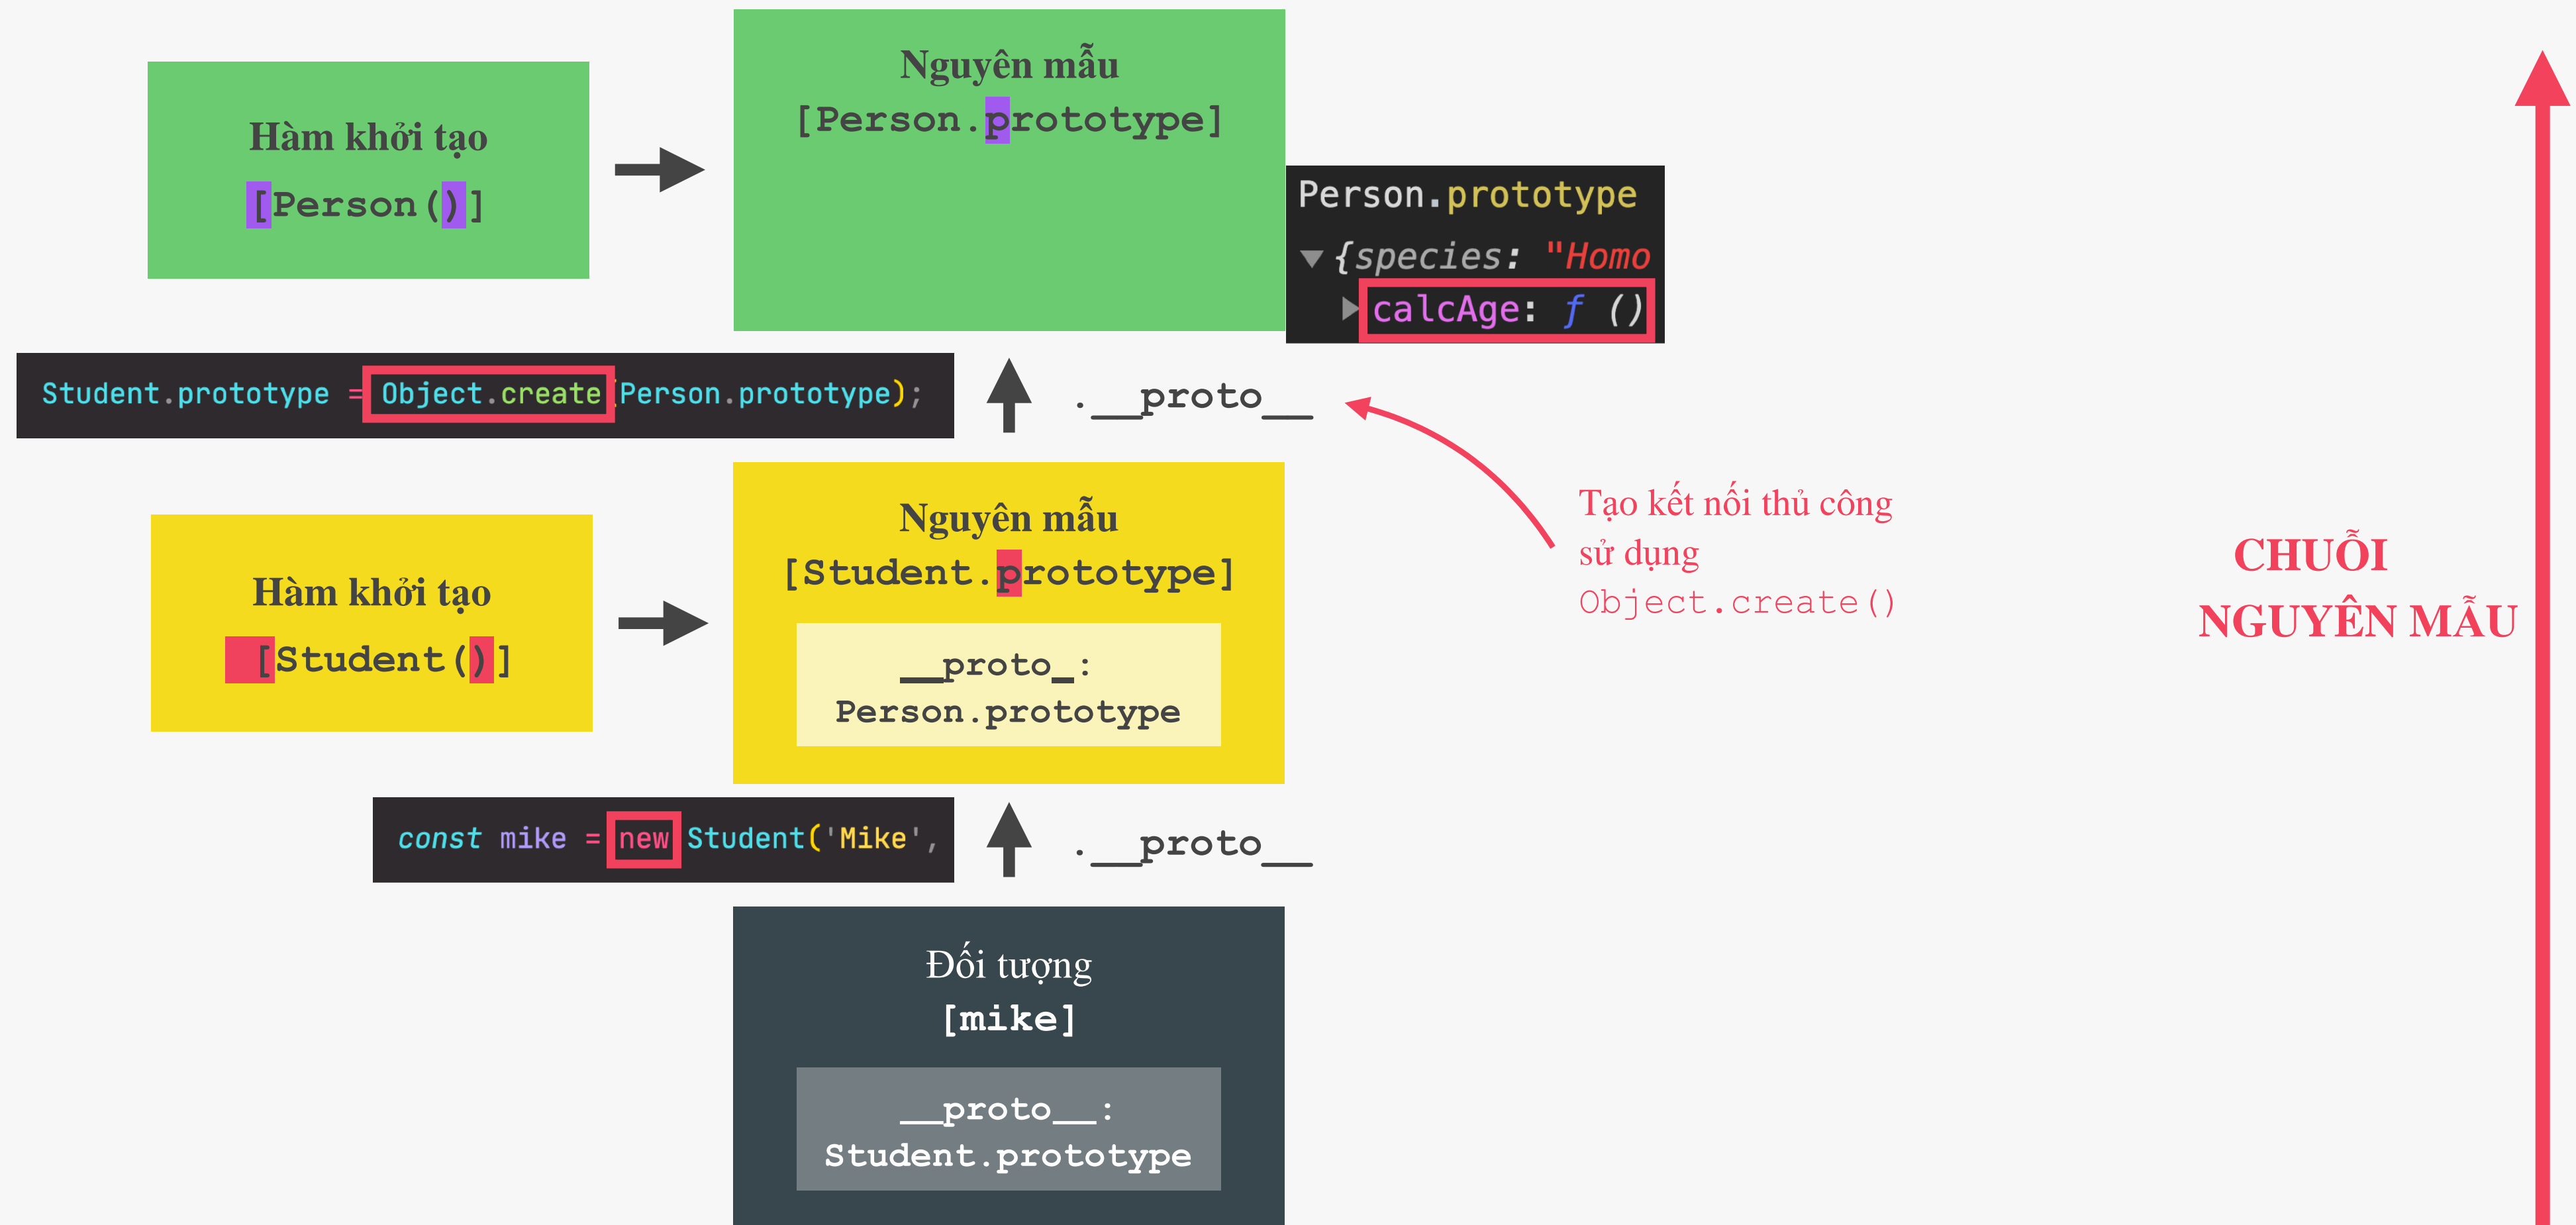 Nguyên mẫu
[Person.prototype]
Hàm khởi tạo
[Person()]
Person.prototype
{species: "Homo
calcAge: ƒ ()
Student.prototype = Object.create(Person.prototype);
.__proto__
Tạo kết nối thủ công
sử dụng
Object.create()
Nguyên mẫu
[Student.prototype]
Hàm khởi tạo
[Student()]
__proto_:
Person.prototype
CHUỖI
NGUYÊN MẪU
const mike = new Student('Mike',
.__proto__
Đối tượng
[mike]
__proto__:
Student.prototype